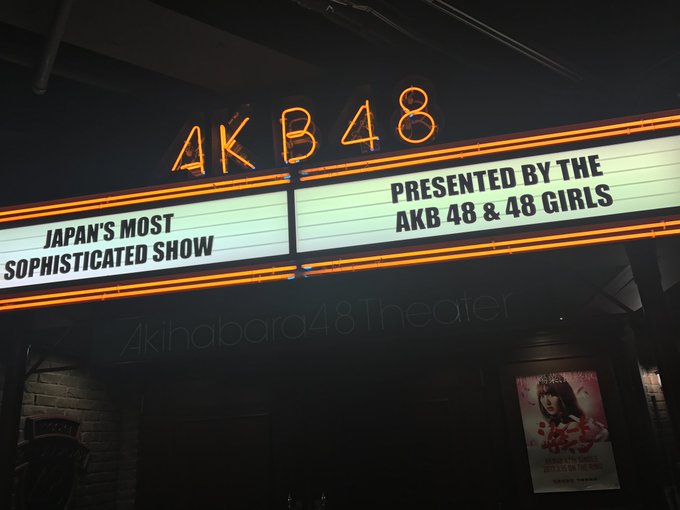 AKB48
JAPAN'S MOST
SOPHISTICATED SHOW
PRESENTED BY THE
AKB 48 & 48 GIRLS
Akihabara48Theater